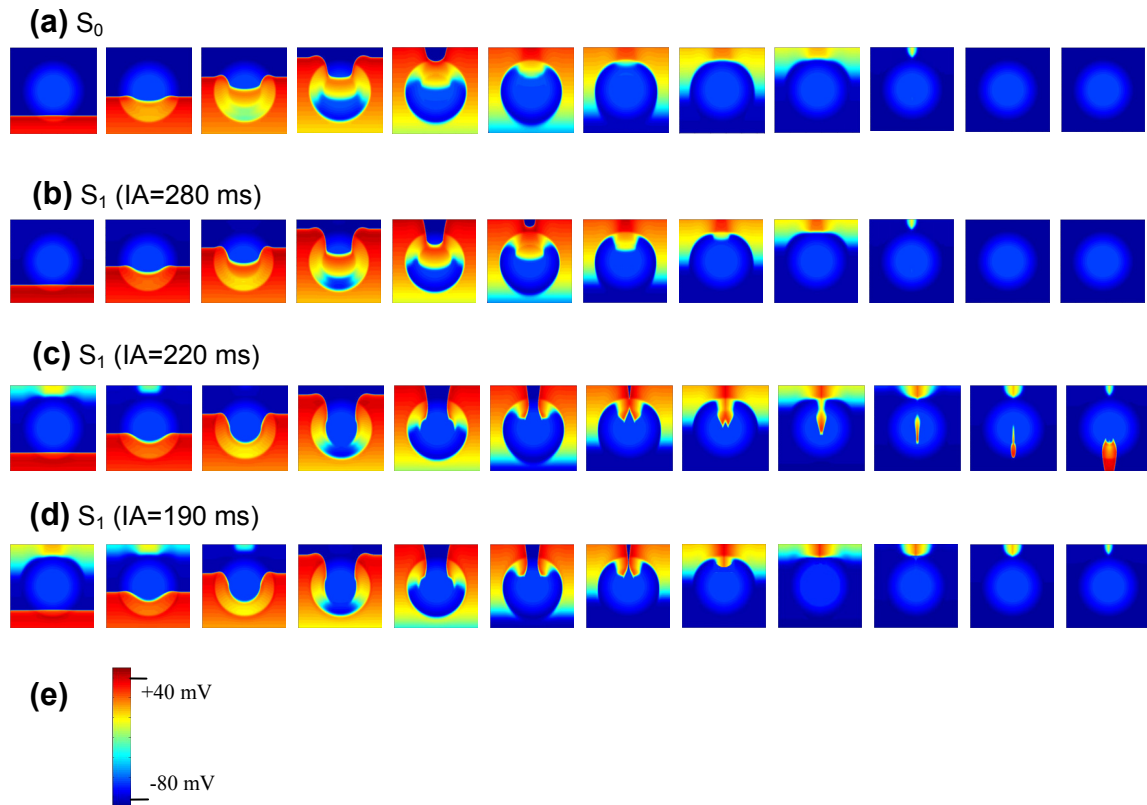 (a) S₀
(b) S₁ (IA=280 ms)
(c) S₁ (IA=220 ms)
(d) S₁ (IA=190 ms)
(e)
+40 mV
-80 mV